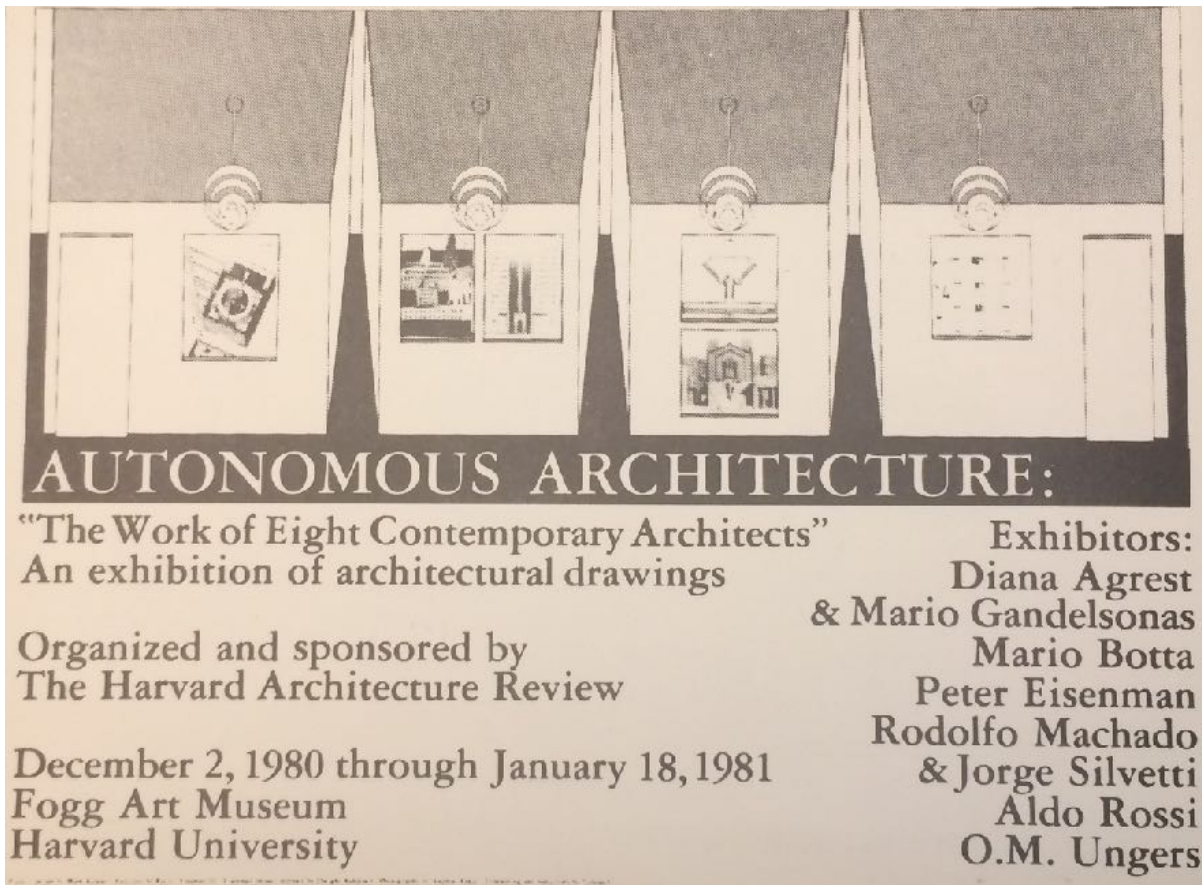 AUTONOMOUS ARCHITECTURE:
"The Work of Eight Contemporary Architects"
An exhibition of architectural drawings
Organized and sponsored by
The Harvard Architecture Review
December 2, 1980 through January 18, 1981
Fogg Art Museum
Harvard University
Exhibitors:
Diana Agrest
& Mario Gandelsonas
Mario Botta
Peter Eisenman
Rodolfo Machado
& Jorge Silvetti
Aldo Rossi
O.M. Ungers